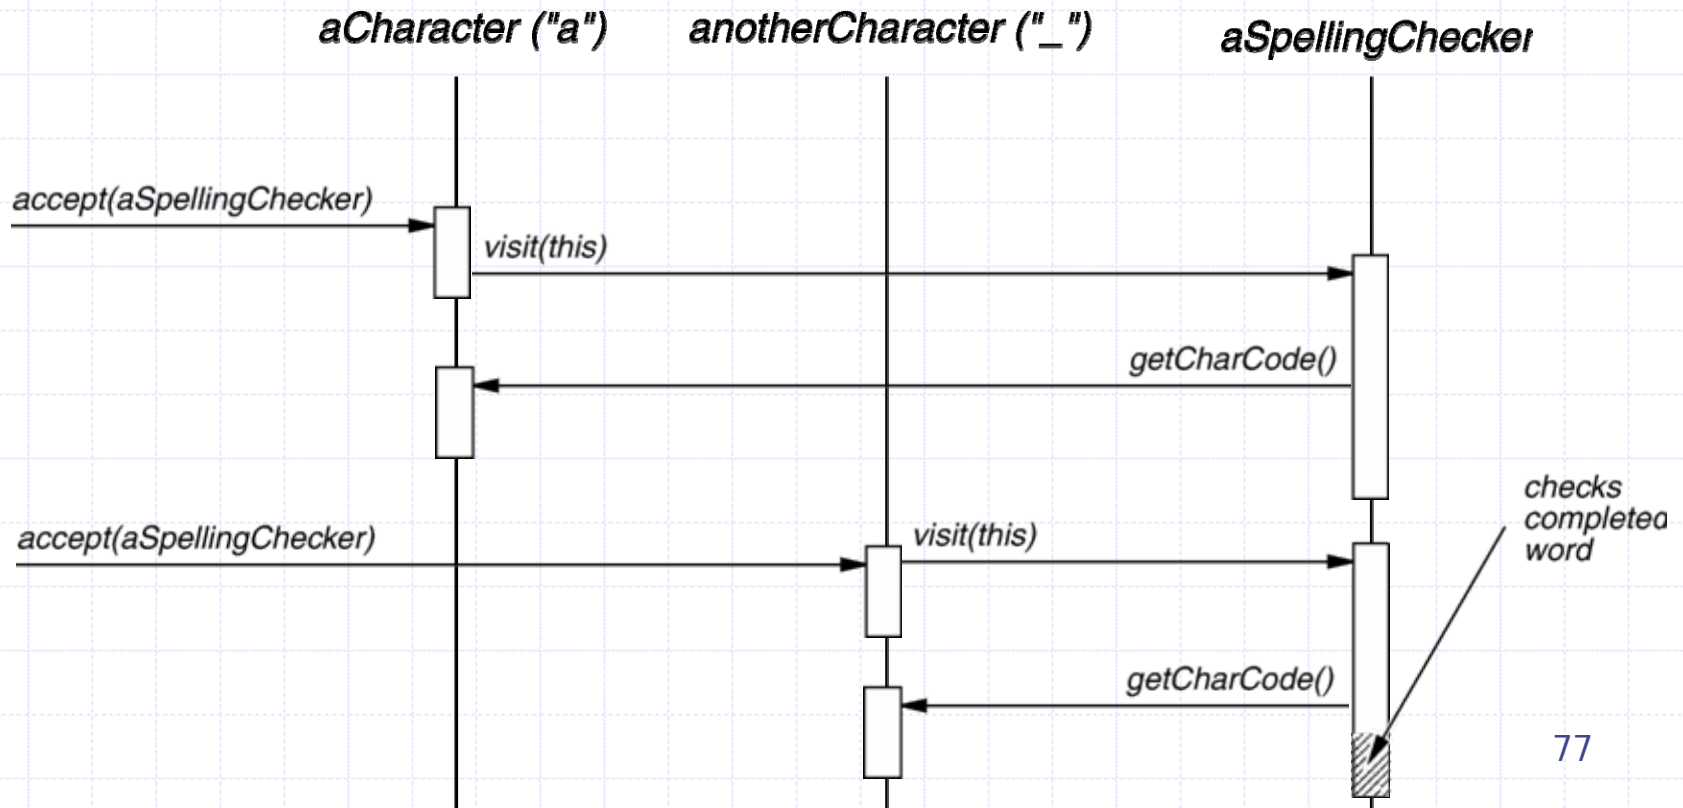 aCharacter ("a")
anotherCharacter ("_")
aSpellingChecker
accept(aSpellingChecker)
visit(this)
getCharCode()
accept(aSpellingChecker)
visit(this)
checks
completed
word
getCharCode()
77